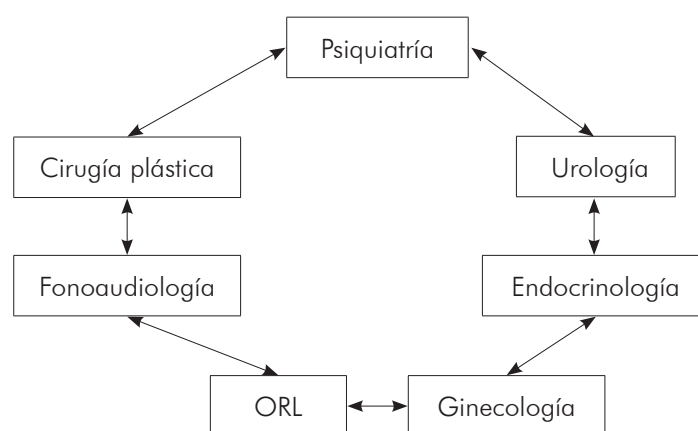 Psiquiatría
Cirugía plástica
Urología
Fonoaudiología
Endocrinología
ORL
Ginecología